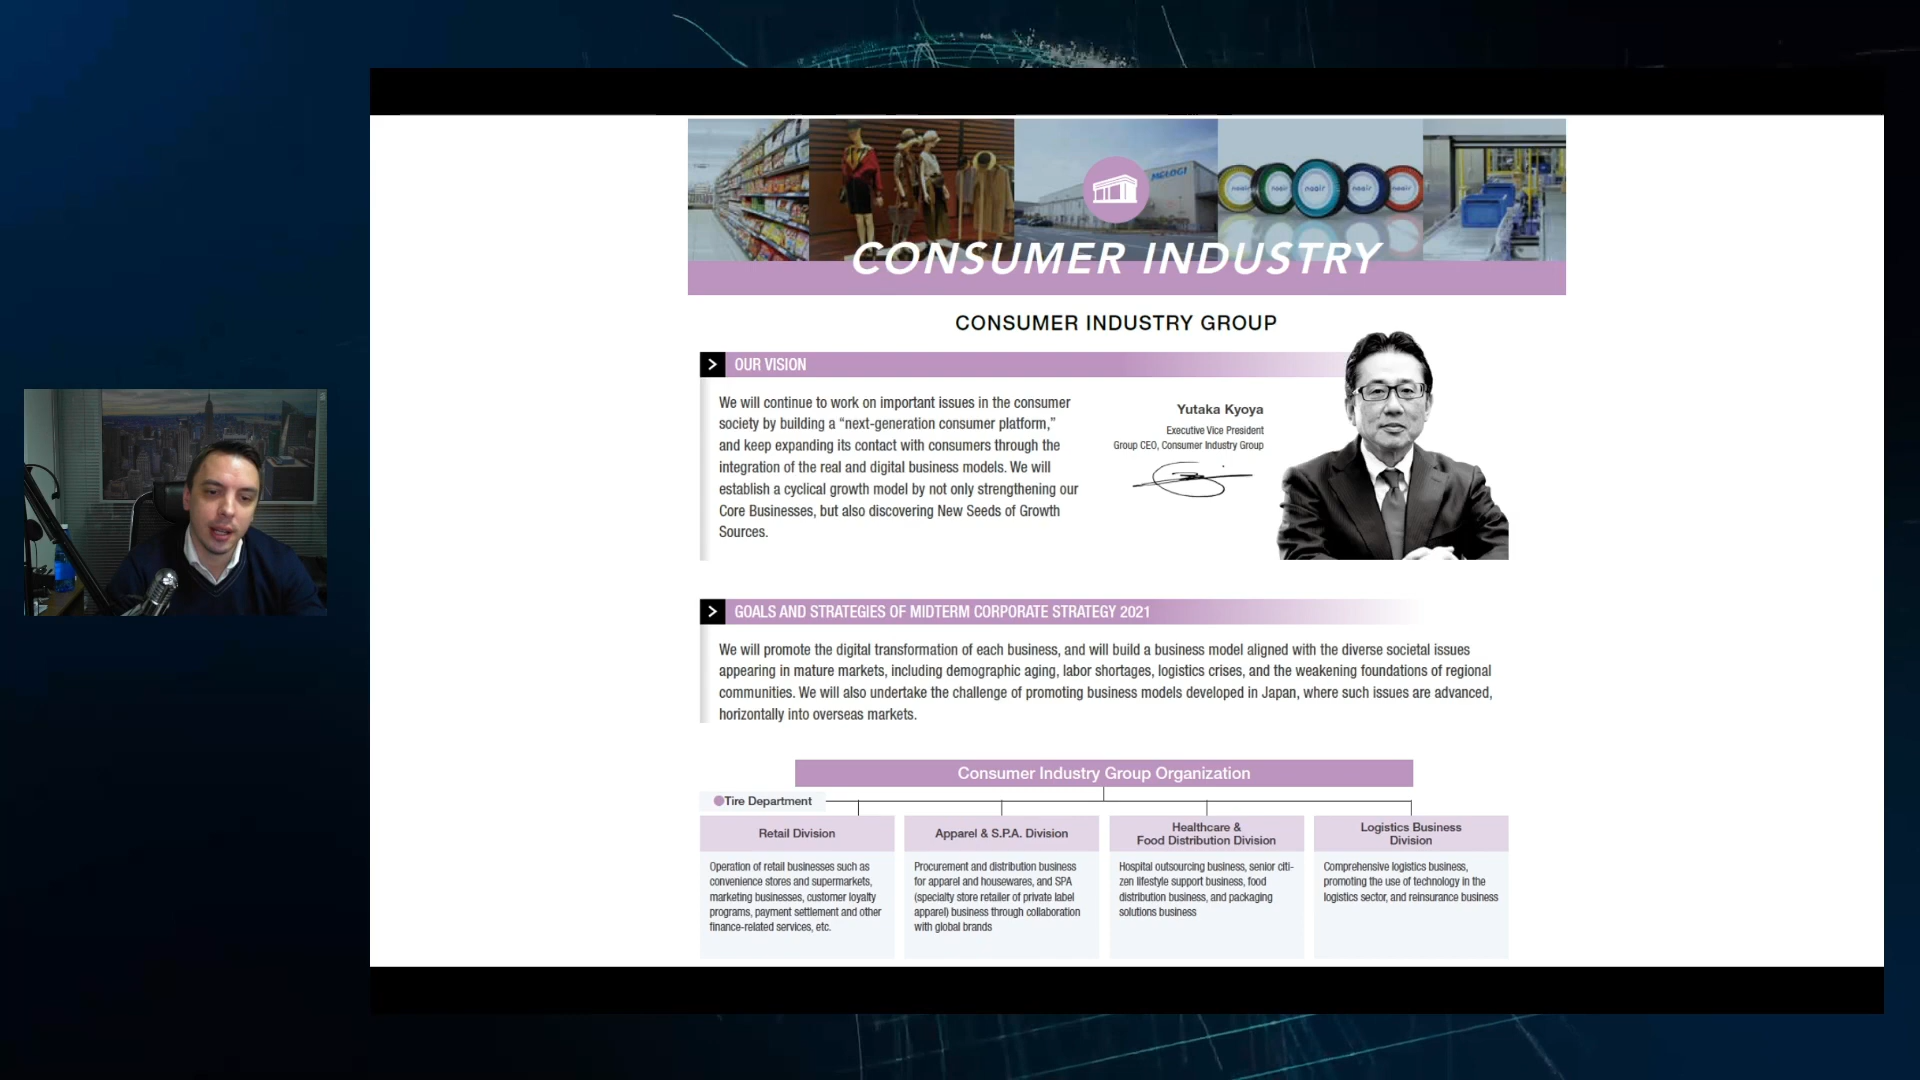 MCLOGI
noair
noair
noair
noair
noair
CONSUMER INDUSTRY
CONSUMER INDUSTRY GROUP
OUR VISION
We will continue to work on important issues in the consumer
society by building a “next-generation consumer platform,”
and keep expanding its contact with consumers through the
integration of the real and digital business models. We will
establish a cyclical growth model by not only strengthening our
Core Businesses, but also discovering New Seeds of Growth
Sources.
Yutaka Kyoya
Executive Vice President
Group CEO, Consumer Industry Group
GOALS AND STRATEGIES OF MIDTERM CORPORATE STRATEGY 2021
We will promote the digital transformation of each business, and will build a business model aligned with the diverse societal issues
appearing in mature markets, including demographic aging, labor shortages, logistics crises, and the weakening foundations of regional
communities. We will also undertake the challenge of promoting business models developed in Japan, where such issues are advanced,
horizontally into overseas markets.
Consumer Industry Group Organization
Tire Department
Retail Division
Operation of retail businesses such as
convenience stores and supermarkets,
marketing businesses, customer loyalty
programs, payment settlement and other
finance-related services, etc.
Apparel & S.P.A. Division
Procurement and distribution business
for apparel and housewares, and SPA
(specialty store retailer of private label
apparel) business through collaboration
with global brands
Healthcare &
Food Distribution Division
Hospital outsourcing business, senior citi-
zen lifestyle support business, food
distribution business, and packaging
solutions business
Logistics Business
Division
Comprehensive logistics business,
promoting the use of technology in the
logistics sector, and reinsurance business